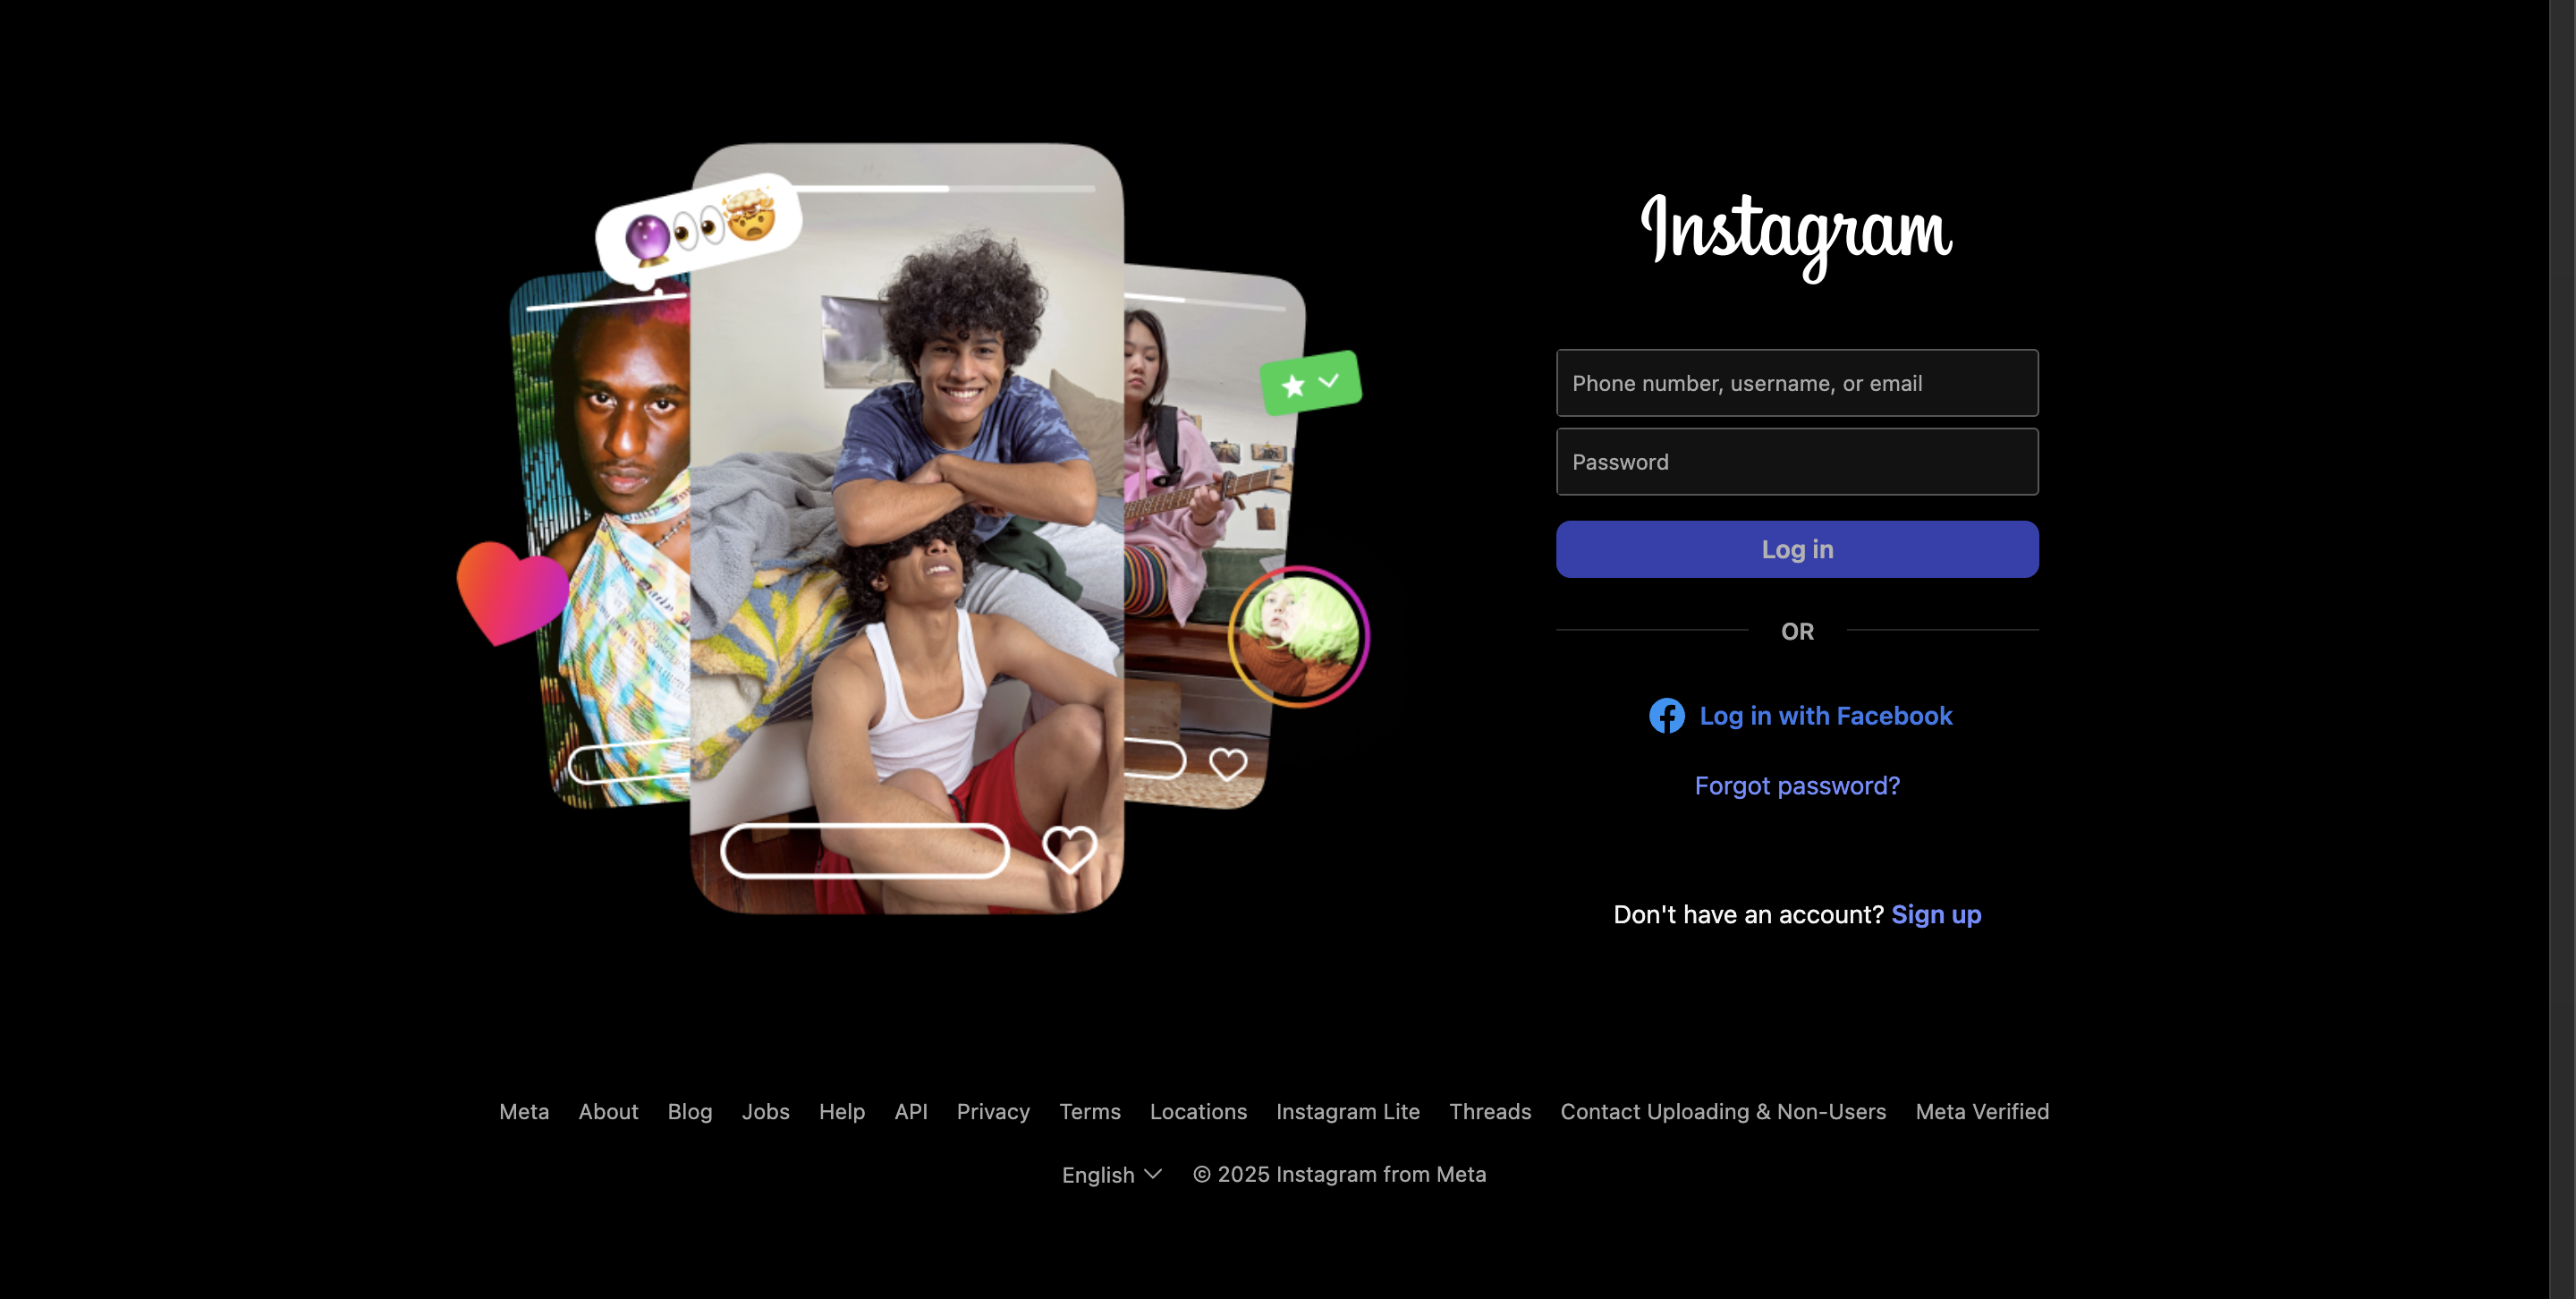 Instagram
Phone number, username, or email
Password
Log in
OR
Log in with Facebook
Forgot password?
Don't have an account? Sign up
Meta About Blog Jobs Help API Privacy Terms Locations Instagram Lite Threads Contact Uploading & Non-Users Meta Verified
English © 2025 Instagram from Meta